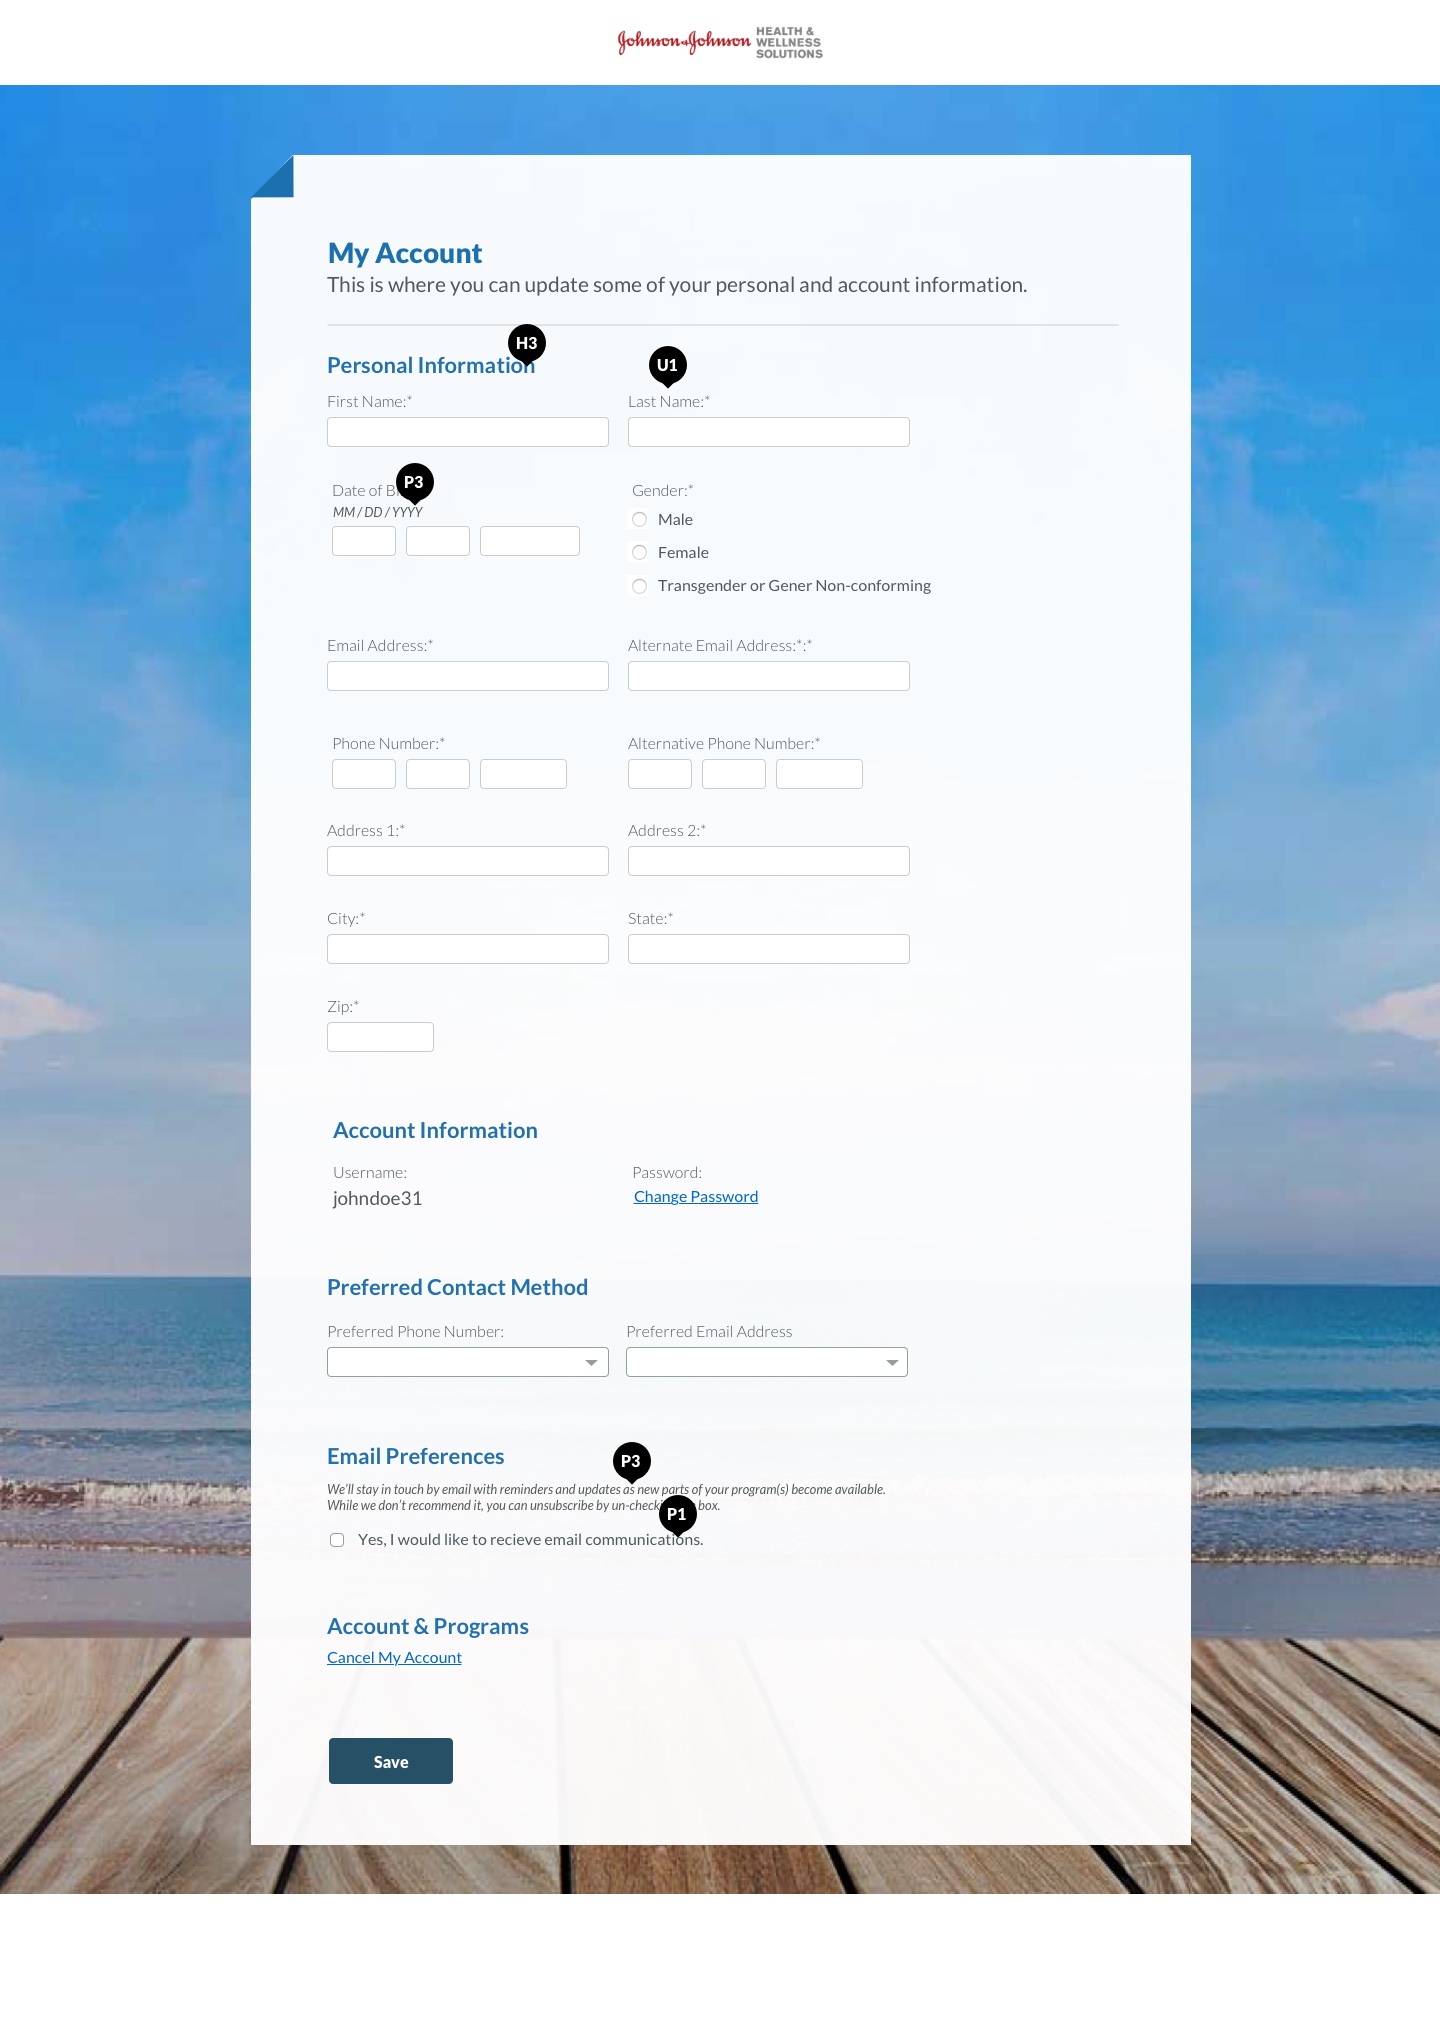 Johnson & Johnson HEALTH &
WELLNESS
SOLUTIONS
My Account
This is where you can update some of your personal and account information.
H3
Personal Information
U1
First Name:* Last Name:*
P3
Date of Gender:*
MM / DD / YYYY
Male
Female
Transgender or Gener Non-conforming
Email Address:* Alternate Email Address:*:*
Phone Number:* Alternative Phone Number:*
Address 1:* Address 2:*
City:* State:*
Zip:*
Account Information
Username: Password:
johndoe31 Change Password
Preferred Contact Method
Preferred Phone Number: Preferred Email Address
Email Preferences
P3
We'll stay in touch by email with reminders and updates as new parts of your program(s) become available.
While we don't recommend it, you can unsubscribe by box.
P1
Yes, I would like to recieve email communications.
Account & Programs
Cancel My Account
Save